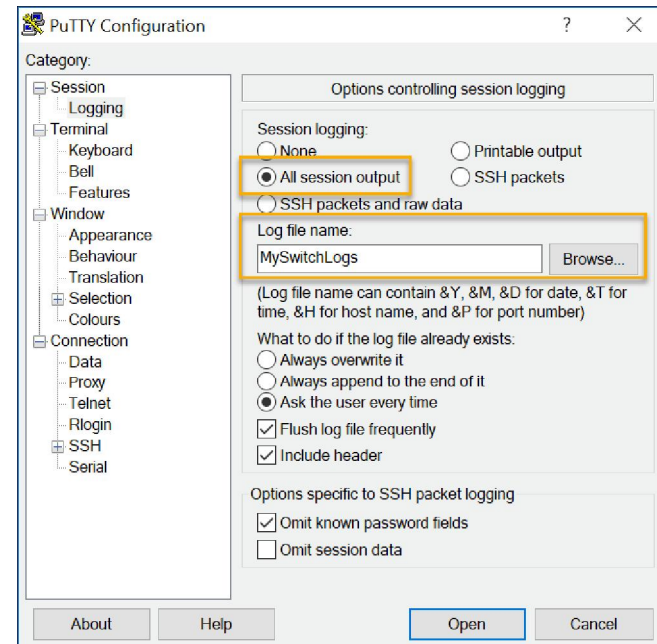 PuTTY Configuration
?
Category:
Session
Logging
Terminal
Keyboard
Bell
Features
Window
Appearance
Behaviour
Translation
Selection
Colours
Connection
Data
Proxy
Telnet
Rlogin
SSH
Serial
Options controlling session logging
Session logging:
None
Printable output
All session output
SSH packets
SSH packets and raw data
Log file name:
MySwitchLogs
Browse...
(Log file name can contain &Y, &M, &D for date, &T for
time, &H for host name, and &P for port number)
What to do if the log file already exists:
Always overwrite it
Always append to the end of it
Ask the user every time
Flush log file frequently
Include header
Options specific to SSH packet logging
Omit known password fields
Omit session data
About
Help
Open
Cancel